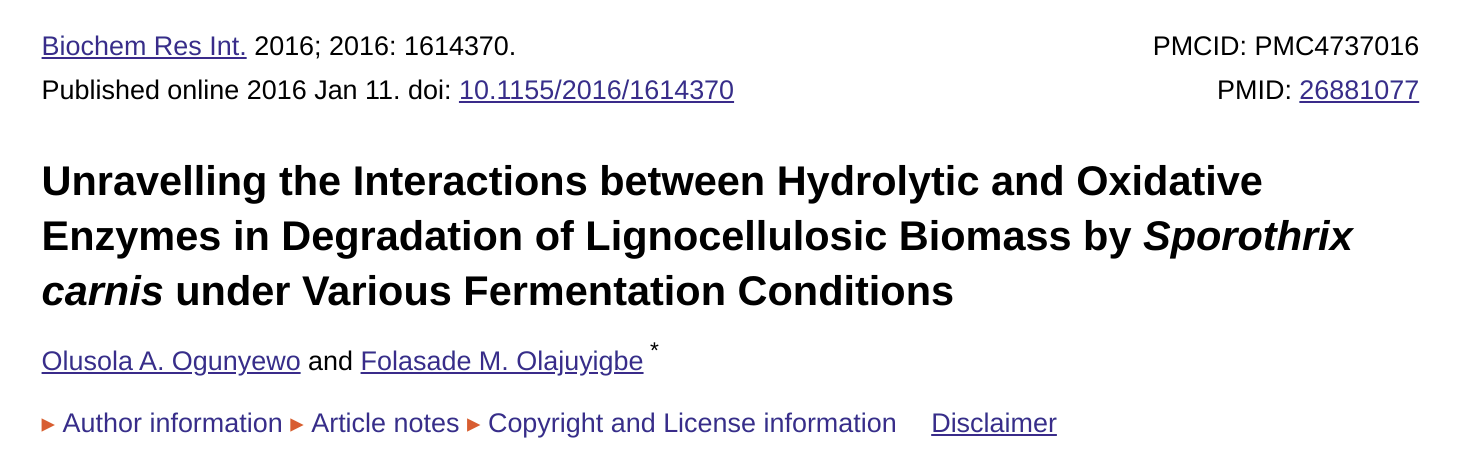 Biochem Res Int. 2016; 2016: 1614370. PMCID: PMC4737016
Published online 2016 Jan 11. doi: 10.1155/2016/1614370 PMID: 26881077
Unravelling the Interactions between Hydrolytic and Oxidative
Enzymes in Degradation of Lignocellulosic Biomass by Sporothrix
carnis under Various Fermentation Conditions
Olusola A. Ogunyewo and Folasade M. Olajuyigbe *
▸ Author information ▸ Article notes ▸ Copyright and License information Disclaimer